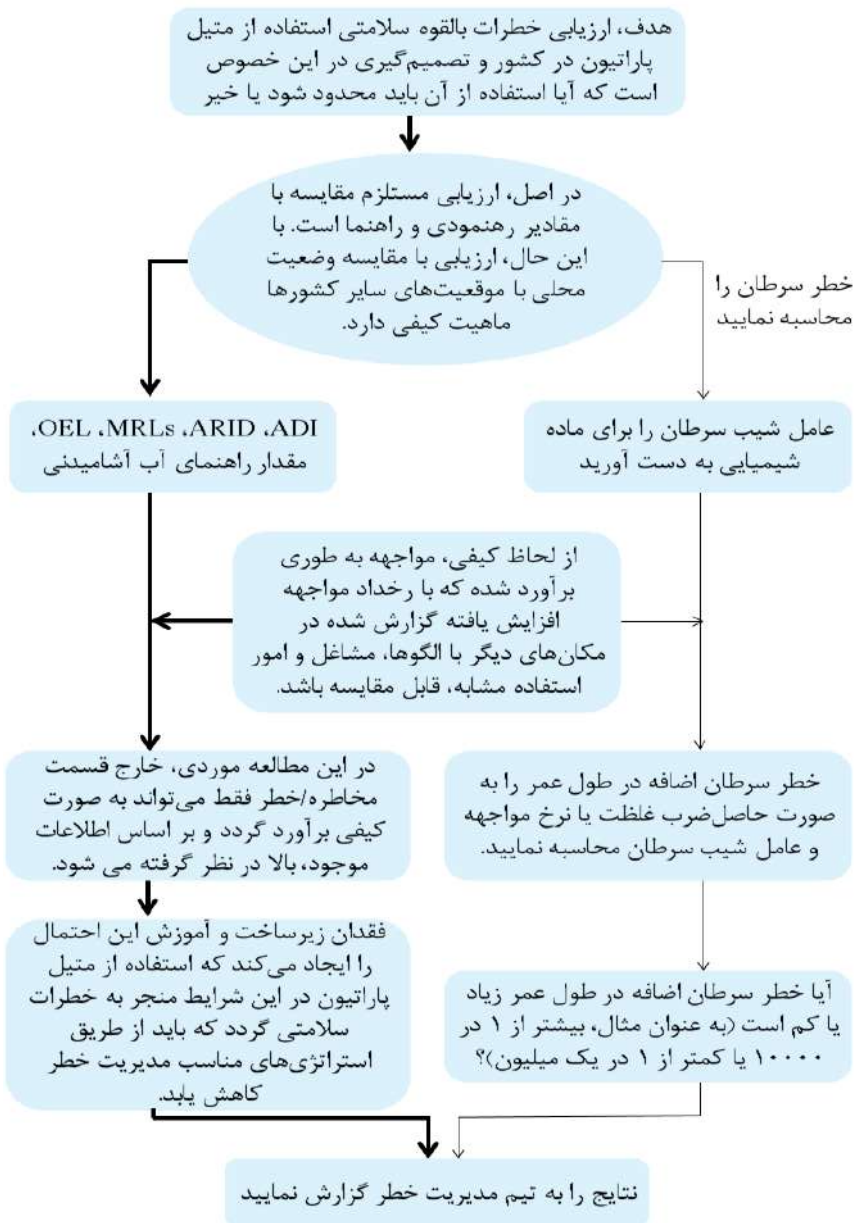 هدف، ارزیابی خطرات بالقوه سلامتی استفاده از متیل
پاراتیون در کشور و تصمیم‌گیری در این خصوص
است که آیا استفاده از آن باید محدود شود یا خیر
در اصل، ارزیابی مستلزم مقایسه با
مقادیر رهنمودی و راهنما است. با
این حال، ارزیابی با مقایسه وضعیت
محلی با موقعیت‌های سایر کشورها
ماهیت کیفی دارد.
خطر سرطان را
محاسبه نمایید
عامل شیب سرطان را برای ماده
شیمیایی به دست آورید
ADI، ARID، MRLs، OEL،
مقدار راهنمای آب آشامیدنی
از لحاظ کیفی، مواجهه به طوری
برآورد شده که با رخداد مواجهه
افزایش یافته گزارش شده در
مکان‌های دیگر با الگوها، مشاغل و امور
استفاده مشابه، قابل مقایسه باشد.
خطر سرطان اضافه در طول عمر را به
صورت حاصل‌ضرب غلظت یا نرخ مواجهه
و عامل شیب سرطان محاسبه نمایید.
در این مطالعه موردی، خارج قسمت
مخاطره/خطر فقط می‌تواند به صورت
کیفی برآورد گردد و بر اساس اطلاعات
موجود، بالا در نظر گرفته می شود.
آیا خطر سرطان اضافه در طول عمر زیاد
یا کم است (به عنوان مثال، بیشتر از ۱ در
۱۰۰۰۰ یا کمتر از ۱ در یک میلیون)؟
فقدان زیرساخت و آموزش این احتمال
را ایجاد می‌کند که استفاده از متیل
پاراتیون در این شرایط منجر به خطرات
سلامتی گردد که باید از طریق
استراتژی‌های مناسب مدیریت خطر
کاهش یابد.
نتایج را به تیم مدیریت خطر گزارش نمایید